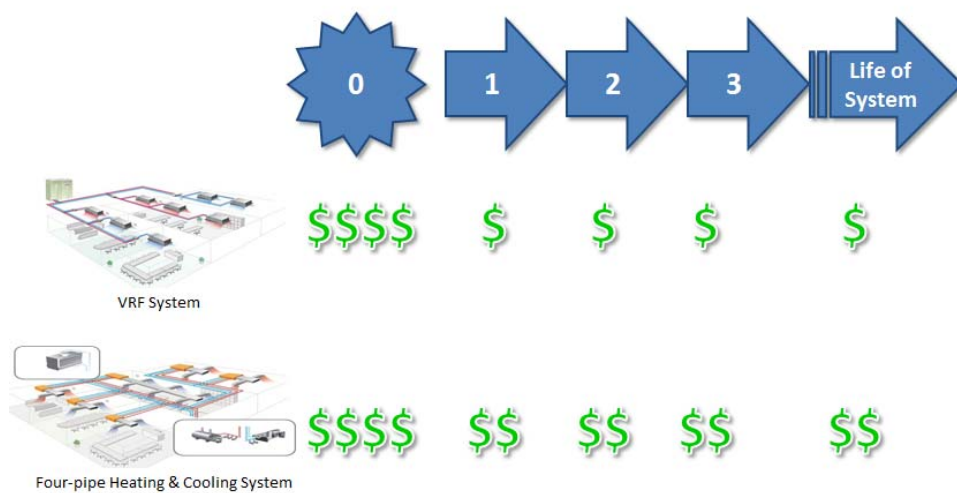 0
1
2
3
Life of
System
$$$$ $ $ $ $
VRF System
$$$$ $$ $$ $$ $$
Four-pipe Heating & Cooling System